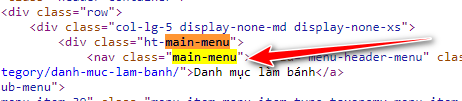 <div class="row">
<div class="col-lg-5 display-none-md display-none-xs">
<div class="ht-main-menu">
<nav class="main-menu" menu-header-menu" class
tegory/danh-muc-lam-banh/">Danh mục làm bánh</a>
ub-menu">